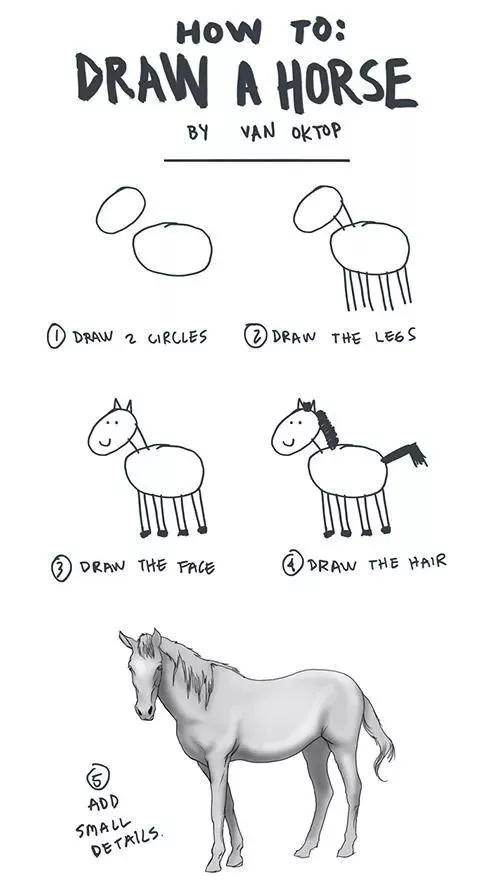 HOW TO:
DRAW A HORSE
BY VAN OKTOP
1 DRAW 2 CIRCLES
2 DRAW THE LEGS
3 DRAW THE FACE
4 DRAW THE HAIR
5
ADD
SMALL
DETAILS.